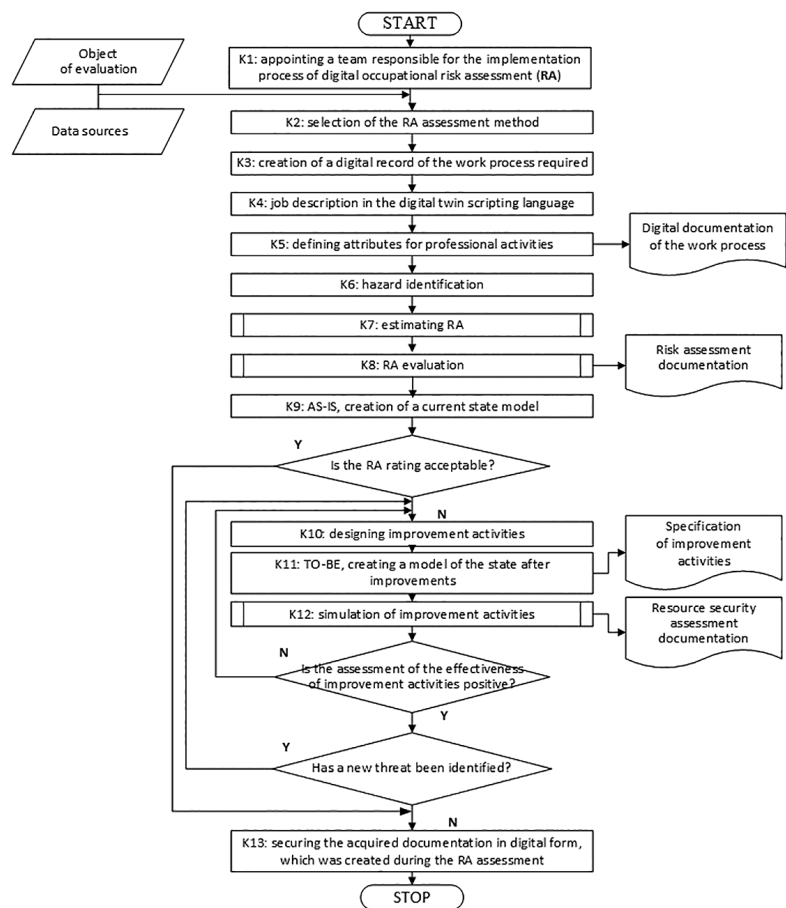 START
Object
of evaluation
K1: appointing a team responsible for the implementation
process of digital occupational risk assessment (RA)
Data sources
K2: selection of the RA assessment method
K3: creation of a digital record of the work process required
K4: job description in the digital twin scripting language
K5: defining attributes for professional activities
Digital documentation
of the work process
K6: hazard identification
K7: estimating RA
K8: RA evaluation
Risk assessment
documentation
K9: AS-IS, creation of a current state model
Y
Is the RA rating acceptable?
N
K10: designing improvement activities
Specification
of improvement
activities
K11: TO-BE, creating a model of the state after
improvements
K12: simulation of improvement activities
Resource security
assessment
documentation
N
Is the assessment of the effectiveness
of improvement activities positive?
Y
Y
Has a new threat been identified?
N
K13: securing the acquired documentation in digital form,
which was created during the RA assessment
STOP